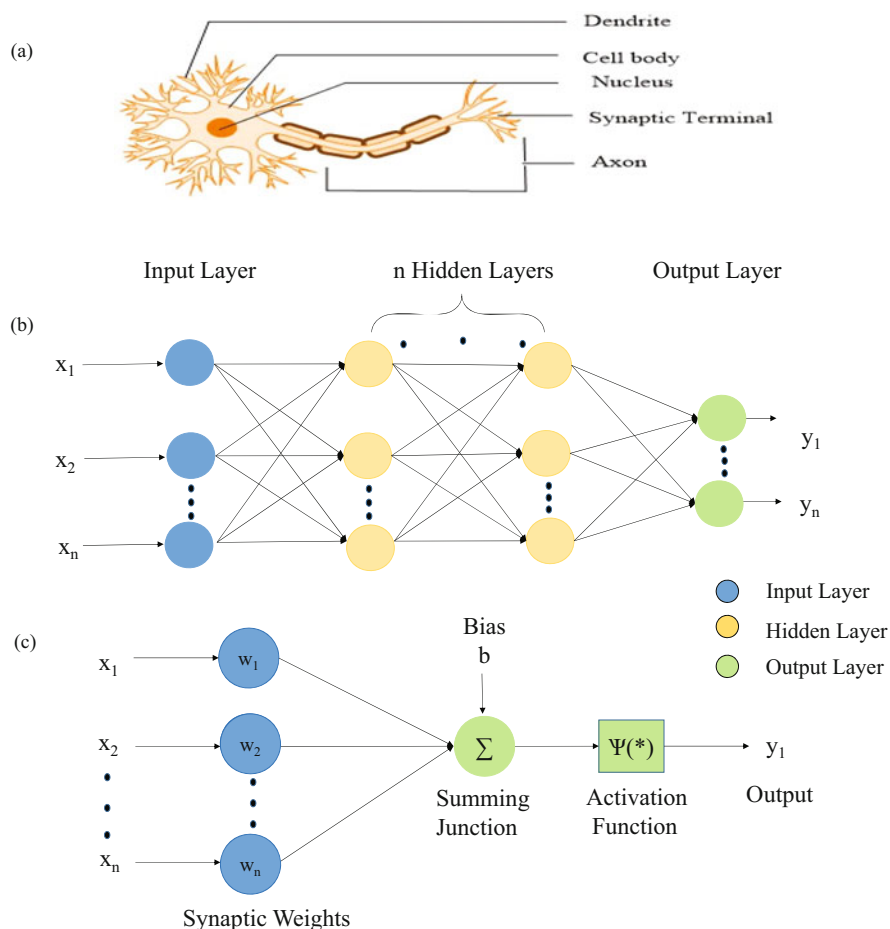 (a)
Dendrite
Cell body
Nucleus
Synaptic Terminal
Axon
Input Layer
n Hidden Layers
Output Layer
(b)
x₁
x₂
xₙ
y₁
yₙ
Input Layer
Hidden Layer
Output Layer
(c)
x₁
x₂
xₙ
w₁
w₂
wₙ
Synaptic Weights
Bias
b
∑
Summing
Junction
Ψ(*)
Activation
Function
y₁
Output